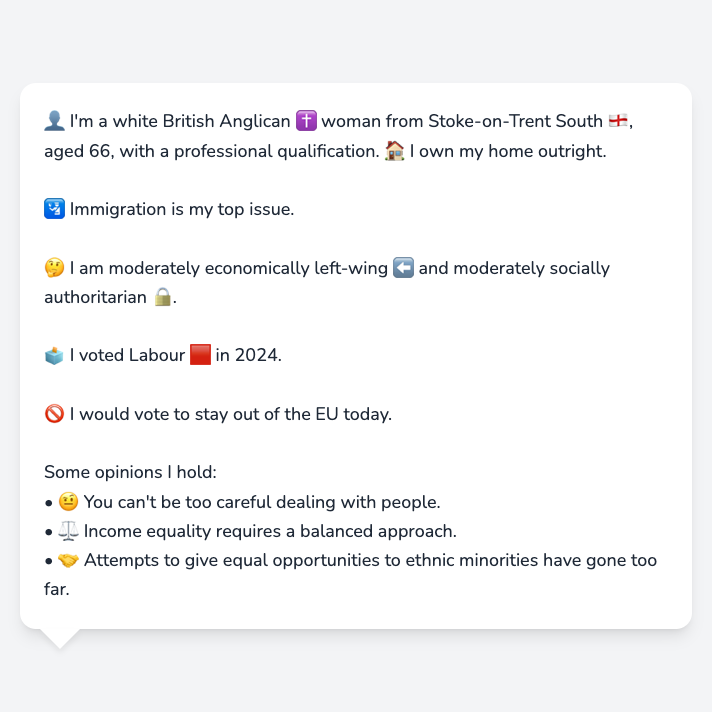 👤 I'm a white British Anglican ✝️ woman from Stoke-on-Trent South 🏴󠁧󠁢󠁥󠁮󠁧󠁿,
aged 66, with a professional qualification. 🏠 I own my home outright.
🛂 Immigration is my top issue.
🤔 I am moderately economically left-wing ⬅️ and moderately socially
authoritarian 🔒.
🗳️ I voted Labour 🟥 in 2024.
🚫 I would vote to stay out of the EU today.
Some opinions I hold:
• 🤨 You can't be too careful dealing with people.
• ⚖️ Income equality requires a balanced approach.
• 🤝 Attempts to give equal opportunities to ethnic minorities have gone too
far.